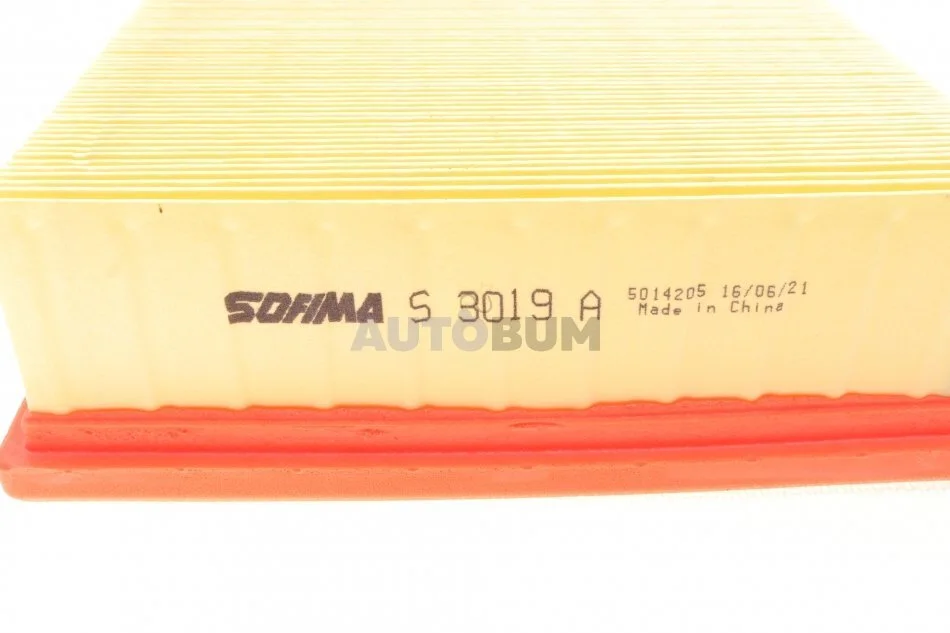 SOFIMA S 3019 A 5014205 16/06/21
Made in China
AUTOBUM